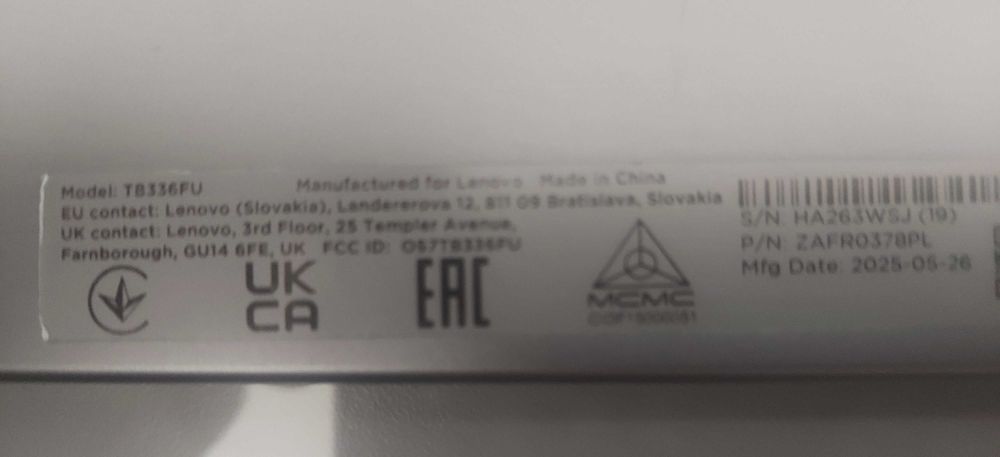 Model: TB336FU Manufactured for Lenovo Made in China
EU contact: Lenovo (Slovakia), Landererova 12, 811 09 Bratislava, Slovakia
UK contact: Lenovo, 3rd Floor, 25 Templer Avenue,
Farnborough, GU14 6FE, UK FCC ID: O57TB336FU
UK
CA
EAC
MCMC
S/N: HA263WSJ (19)
P/N: ZAFR0378PL
Mfg Date: 2025-05-26